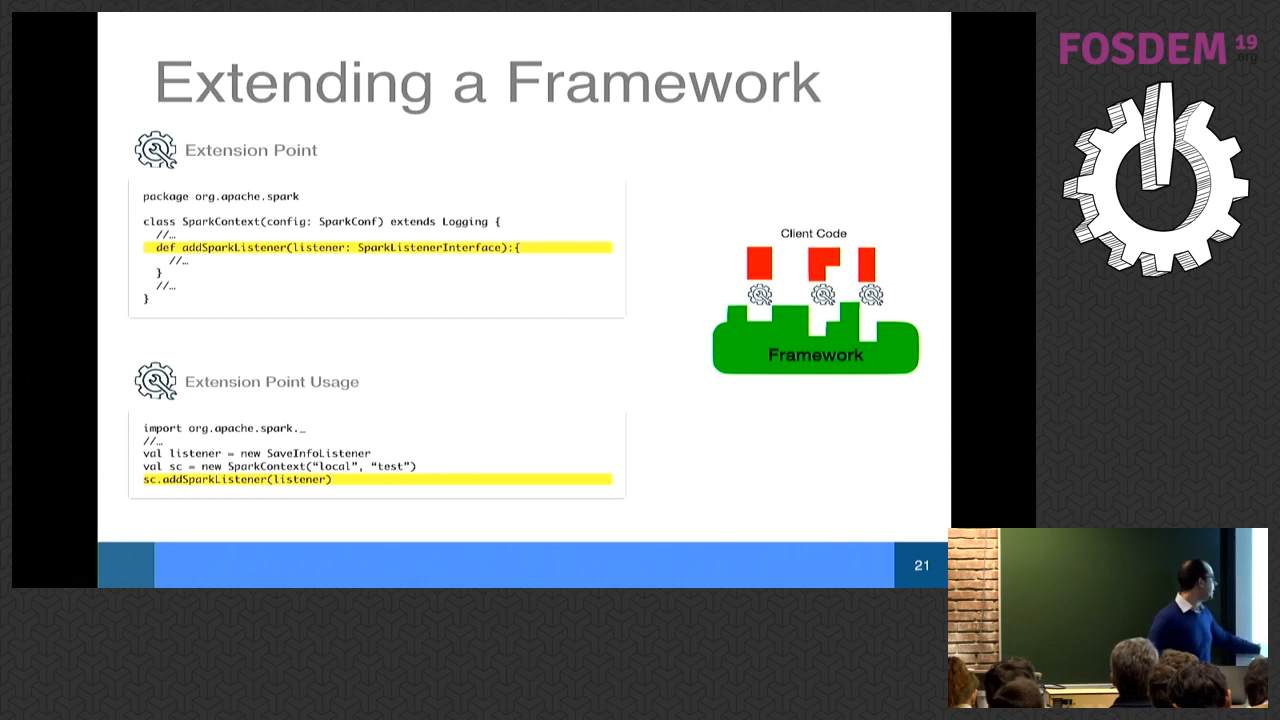 Extending a Framework
Extension Point
package org.apache.spark
class SparkContext(config: SparkConf) extends Logging {
//…
def addSparkListener(listener: SparkListenerInterface):{
//…
}
//…
}
Extension Point Usage
import org.apache.spark._
//…
val listener = new SaveInfoListener
val sc = new SparkContext(“local”, “test”)
sc.addSparkListener(listener)
Client Code
Framework
21
FOSDEM 19
.org